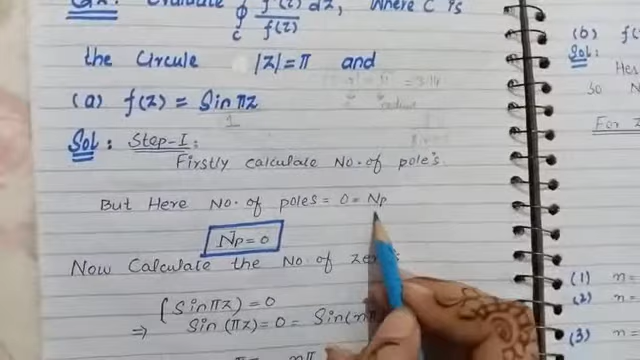 Evaluate ∮ f'(z)/f(z) dz, Where C is
C
the Circule |z| = π and
(a) f(z) = Sin πz
1
Sol: Step-I:
Firstly calculate No. of pole's
But Here No. of poles = 0 = Np
Np = 0
Now Calculate the No. of
(Sin πz) = 0
⇒ Sin (πz) = 0 = Sin(n
nπ
(b) f(
Sol:
Hes
So N
For z
(1) n=
(2) n=
(3) n=